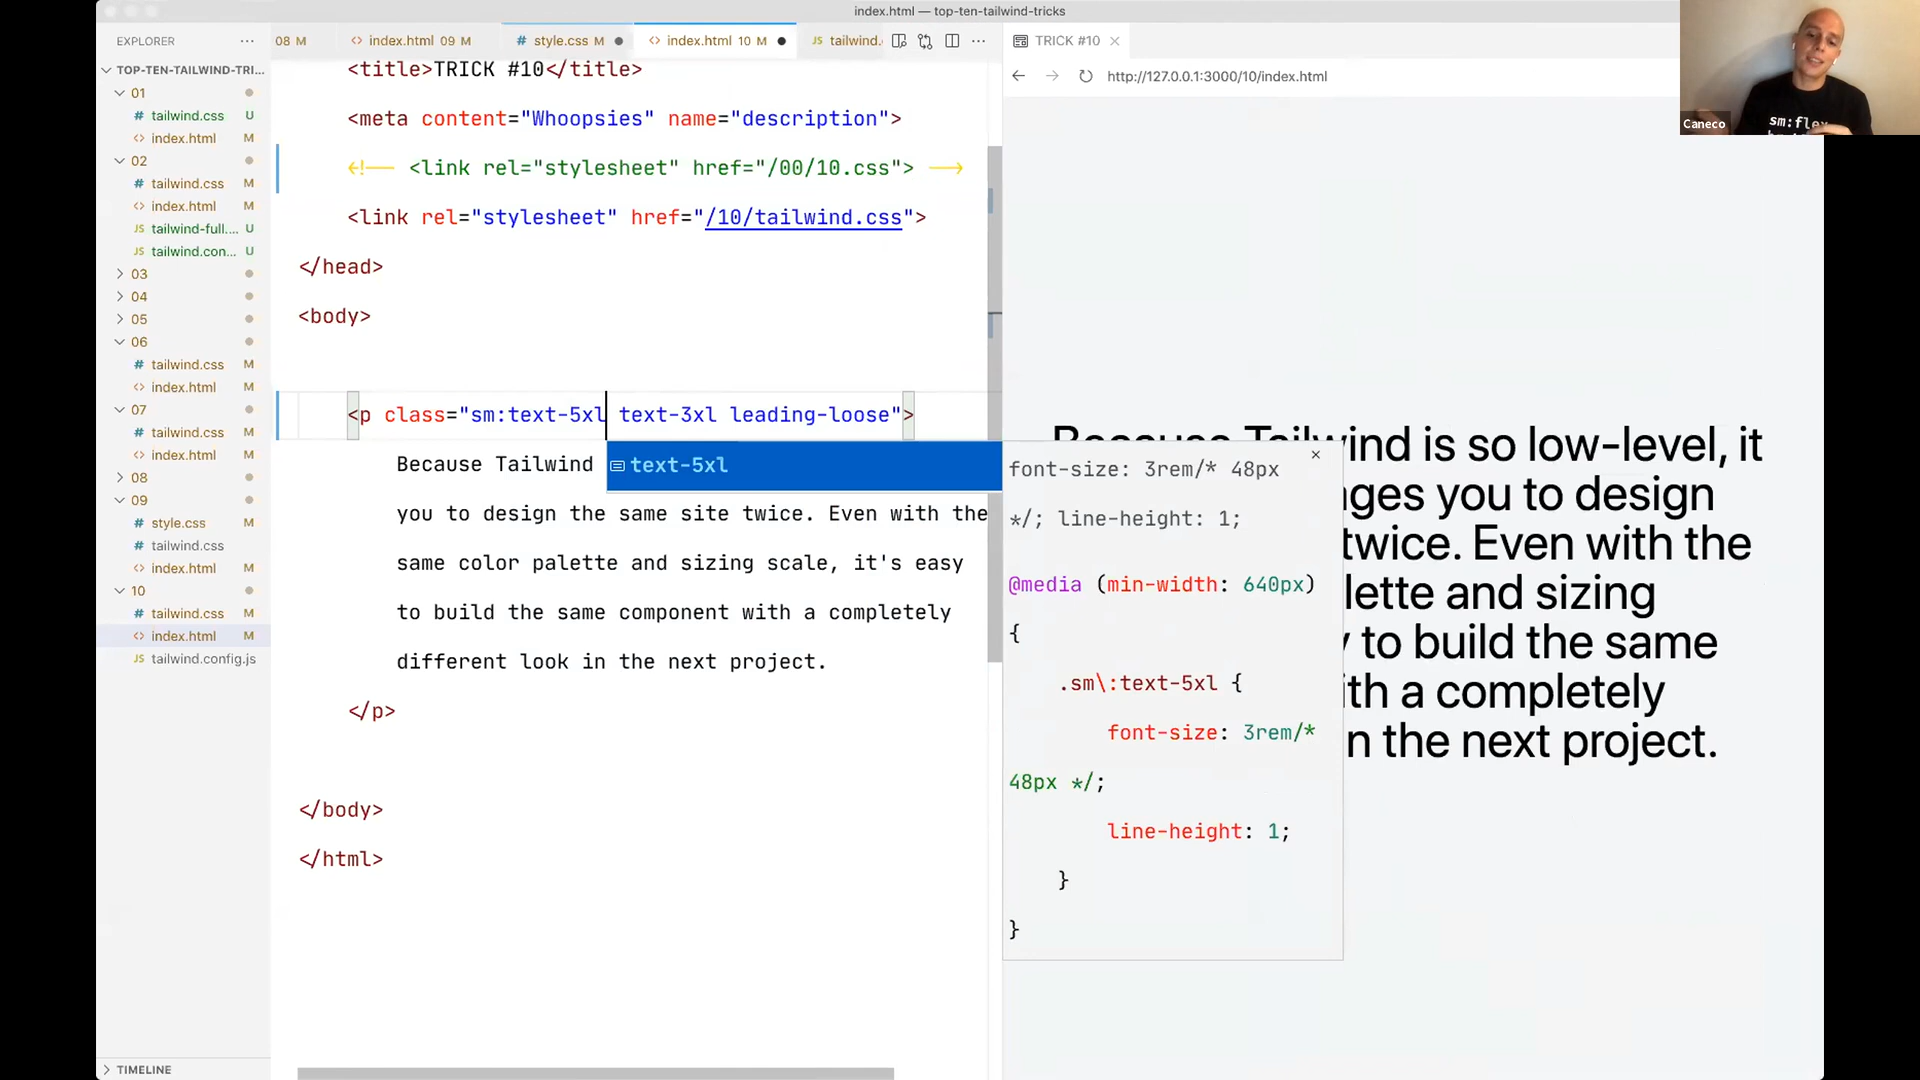 index.html — top-ten-tailwind-tricks
EXPLORER
08 M
index.html 09 M
style.css M
index.html 10 M
tailwind.
TRICK #10
http://127.0.0.1:3000/10/index.html
Caneco
sm:flex
TOP-TEN-TAILWIND-TRI...
01
tailwind.css U
index.html M
02
tailwind.css M
index.html M
tailwind-full.... U
tailwind.con... U
03
04
05
06
tailwind.css M
index.html M
07
tailwind.css M
index.html M
08
09
style.css M
tailwind.css
index.html M
10
tailwind.css M
index.html M
tailwind.config.js
TIMELINE
<title>TRICK #10</title>
<meta content="Whoopsies" name="description">
<!-- <link rel="stylesheet" href="/00/10.css"> -->
<link rel="stylesheet" href="/10/tailwind.css">
</head>
<body>
<p class="sm:text-5xl text-3xl leading-loose">
Because Tailwind
text-5xl
you to design the same site twice. Even with the
same color palette and sizing scale, it's easy
to build the same component with a completely
different look in the next project.
</p>
</body>
</html>
font-size: 3rem/* 48px
*/; line-height: 1;
@media (min-width: 640px)
{
.sm\:text-5xl {
font-size: 3rem/*
48px */;
line-height: 1;
}
}
Because Tailwind is so low-level, it
ages you to design
twice. Even with the
lette and sizing
y to build the same
ith a completely
n the next project.